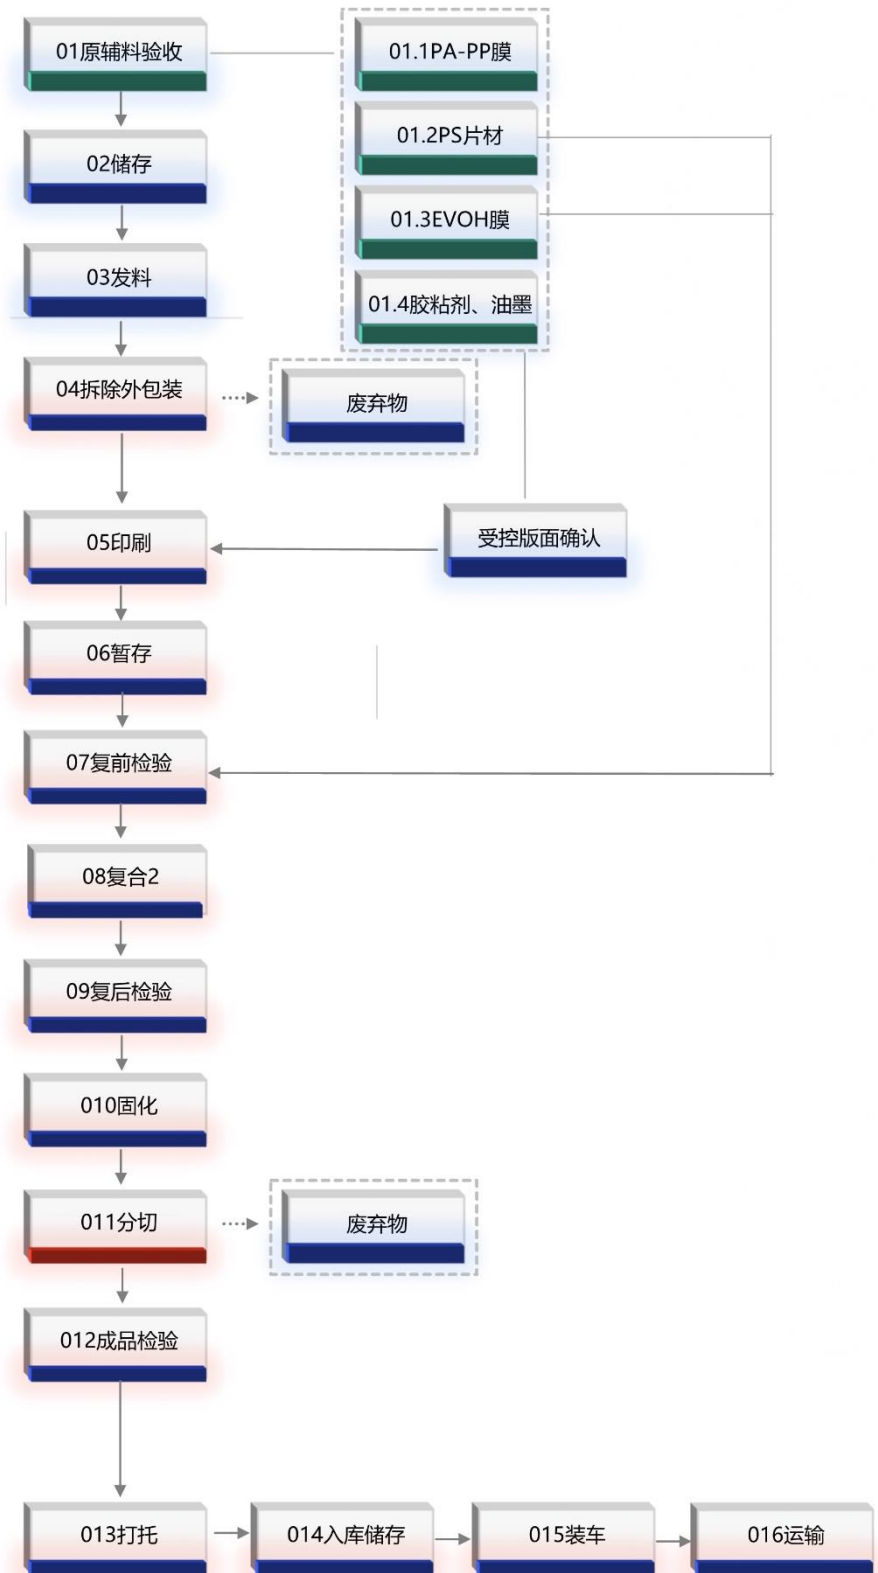 01原辅料验收
01.1PA-PP膜
01.2PS片材
02储存
01.3EVOH膜
03发料
01.4胶粘剂、油墨
04拆除外包装
废弃物
05印刷
受控版面确认
06暂存
07复前检验
08复合2
09复后检验
010固化
011分切
废弃物
012成品检验
013打托
014入库储存
015装车
016运输